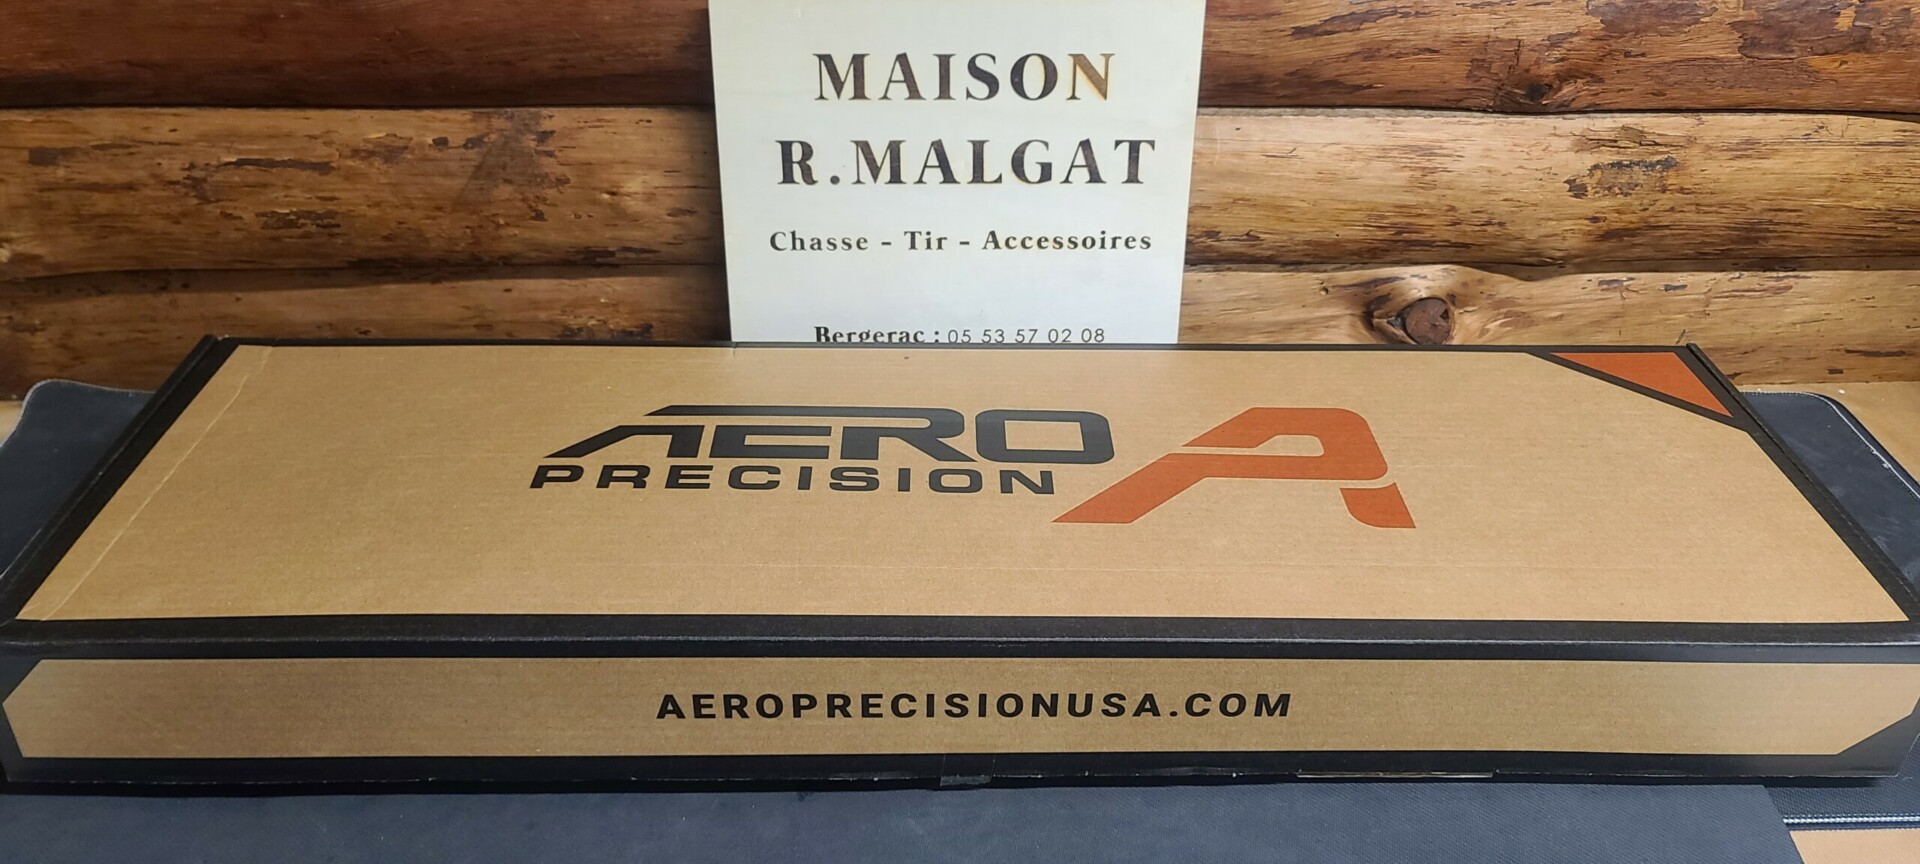 MAISON
R.MALGAT
Chasse - Tir - Accessoires
Bergerac : 05 53 57 02 08
AERO
PRECISION
AEROPRECISIONUSA.COM